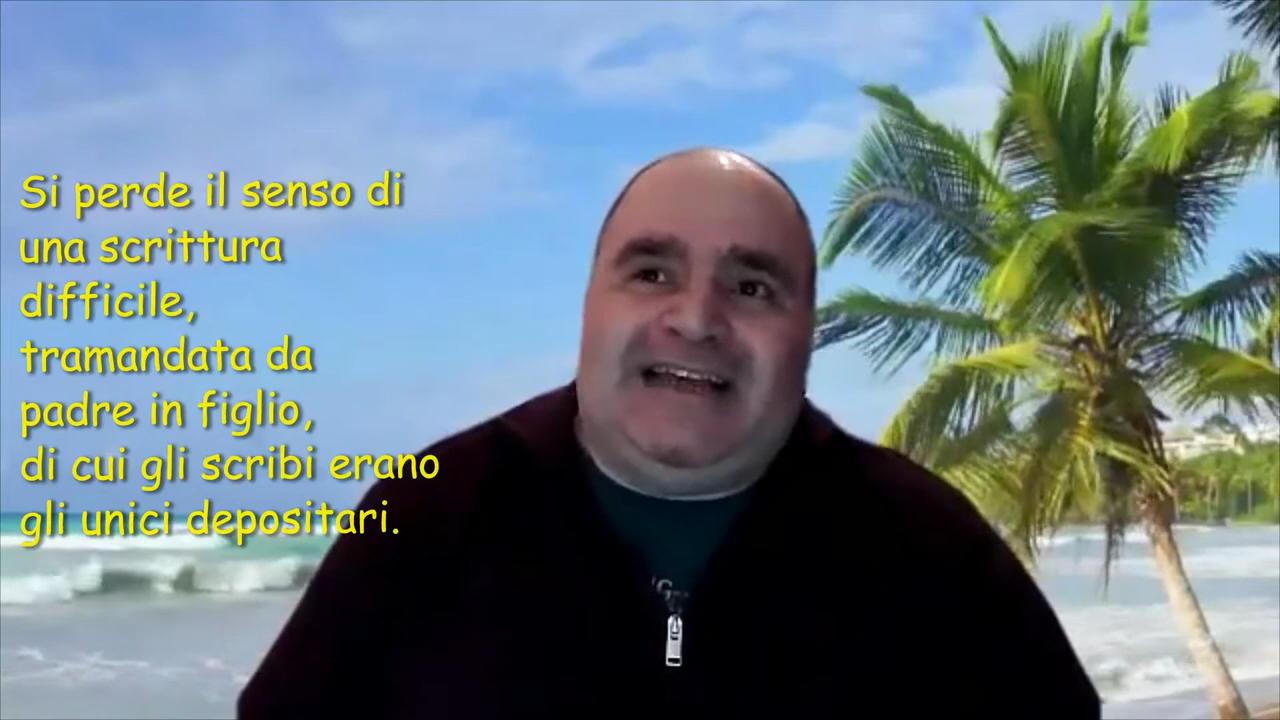 Si perde il senso di
una scrittura
difficile,
tramandata da
padre in figlio,
di cui gli scribi erano
gli unici depositari.